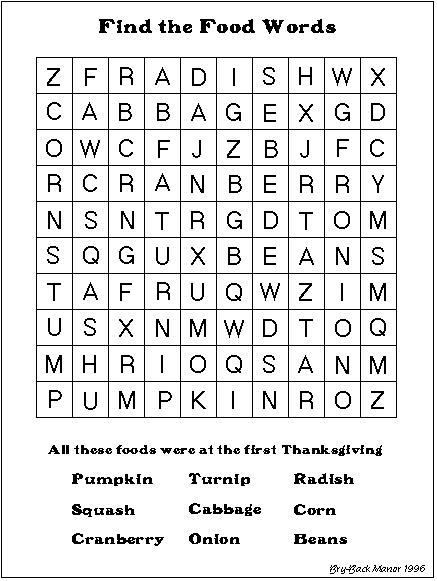 Find the Food Words
Z F R A D I S H W X
C A B B A G E X G D
O W C F J Z B J F C
R C R A N B E R R Y
N S N T R G D T O M
S Q G U X B E A N S
T A F R U Q W Z I M
U S X N M W D T O Q
M H R I O Q S A N M
P U M P K I N R O Z
All these foods were at the first Thanksgiving
Pumpkin Turnip Radish
Squash Cabbage Corn
Cranberry Onion Beans
Bry-Back Manor 1996